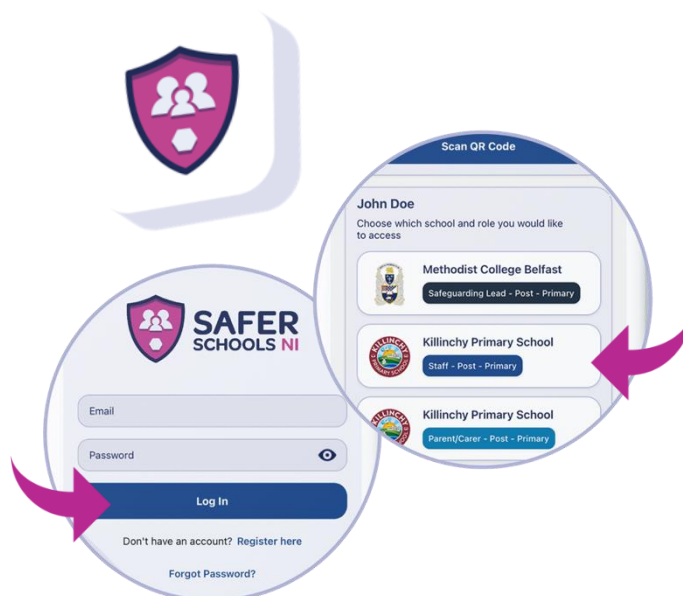 Scan QR Code
John Doe
Choose which school and role you would like
to access
Methodist College Belfast
Safeguarding Lead - Post - Primary
Killinchy Primary School
Staff - Post - Primary
Killinchy Primary School
Parent/Carer - Post - Primary
SAFER
SCHOOLS NI
Email
Password
Log In
Don't have an account? Register here
Forgot Password?